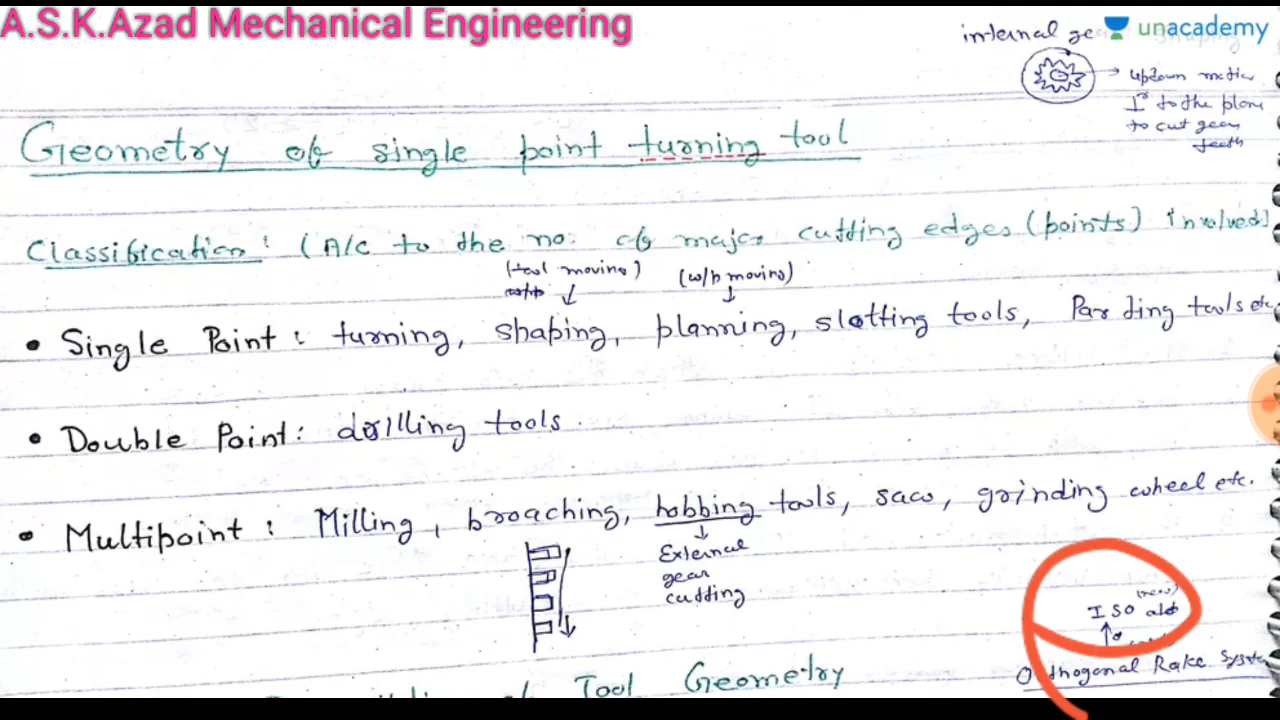 A.S.K.Azad Mechanical Engineering
unacademy
internal
updown
to the plane
to cut gear
teeth
Geometry of single point turning tool
Classification: (A/c to the no. of major cutting edges (points) involved)
(tool moving) (w/p moving)
• Single Point: turning, shaping, planning, slotting tools, Parting tools etc
• Double Point: drilling tools.
• Multipoint: Milling, broaching, hobbing tools, saw, grinding wheel etc.
External
gear
cutting
(new)
ISO old
Orthogonal Rake System
Tool Geometry